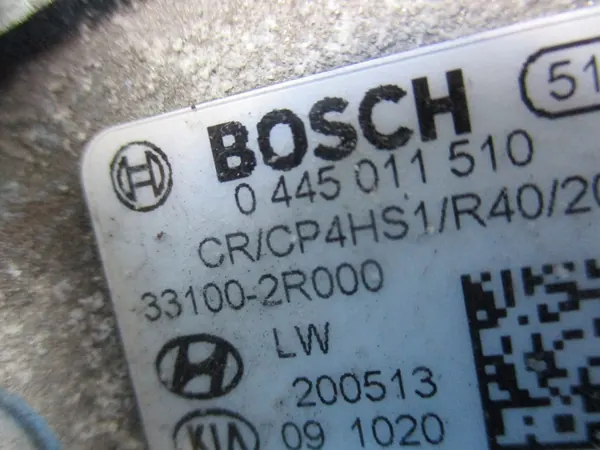 BOSCH
51
0 445 011 510
CR/CP4HS1/R40/20
33100-2R000
LW
200513
KIA
09 1020